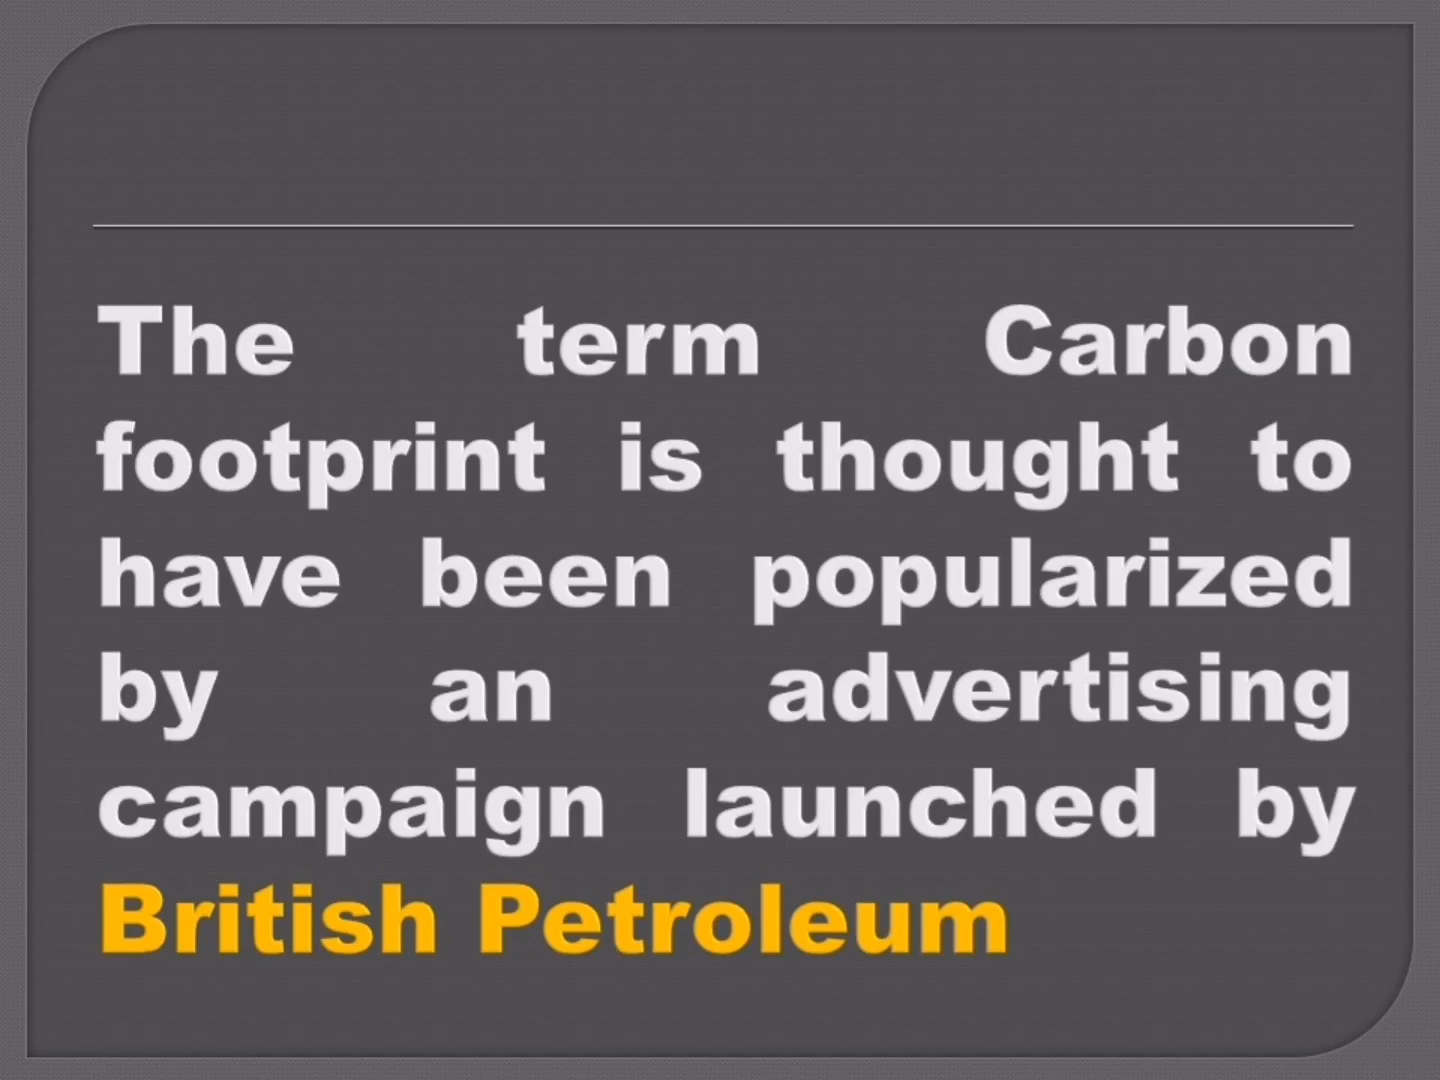 The term Carbon
footprint is thought to
have been popularized
by an advertising
campaign launched by
British Petroleum